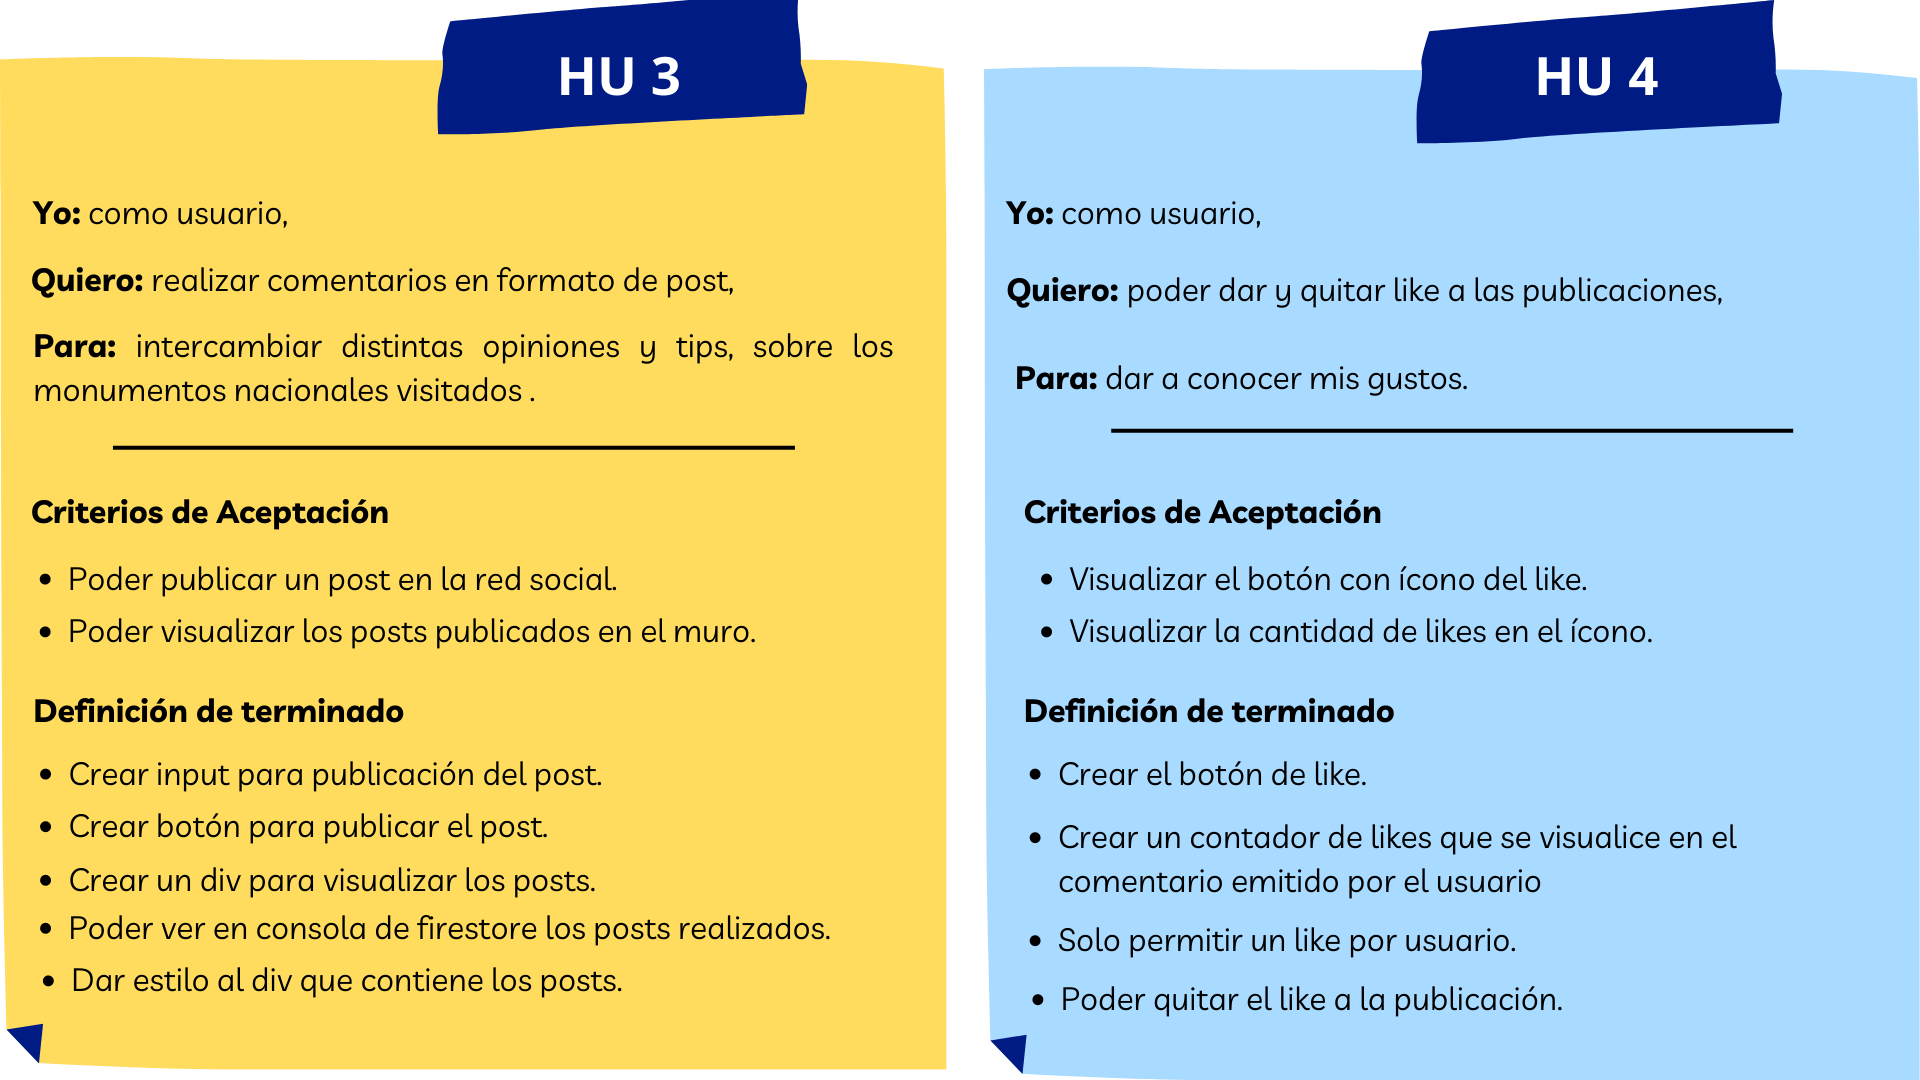 HU 3
Yo: como usuario,
Quiero: realizar comentarios en formato de post,
Para: intercambiar distintas opiniones y tips, sobre los
monumentos nacionales visitados .
Criterios de Aceptación
• Poder publicar un post en la red social.
• Poder visualizar los posts publicados en el muro.
Definición de terminado
• Crear input para publicación del post.
• Crear botón para publicar el post.
• Crear un div para visualizar los posts.
• Poder ver en consola de firestore los posts realizados.
• Dar estilo al div que contiene los posts.
HU 4
Yo: como usuario,
Quiero: poder dar y quitar like a las publicaciones,
Para: dar a conocer mis gustos.
Criterios de Aceptación
• Visualizar el botón con ícono del like.
• Visualizar la cantidad de likes en el ícono.
Definición de terminado
• Crear el botón de like.
• Crear un contador de likes que se visualice en el
comentario emitido por el usuario
• Solo permitir un like por usuario.
• Poder quitar el like a la publicación.